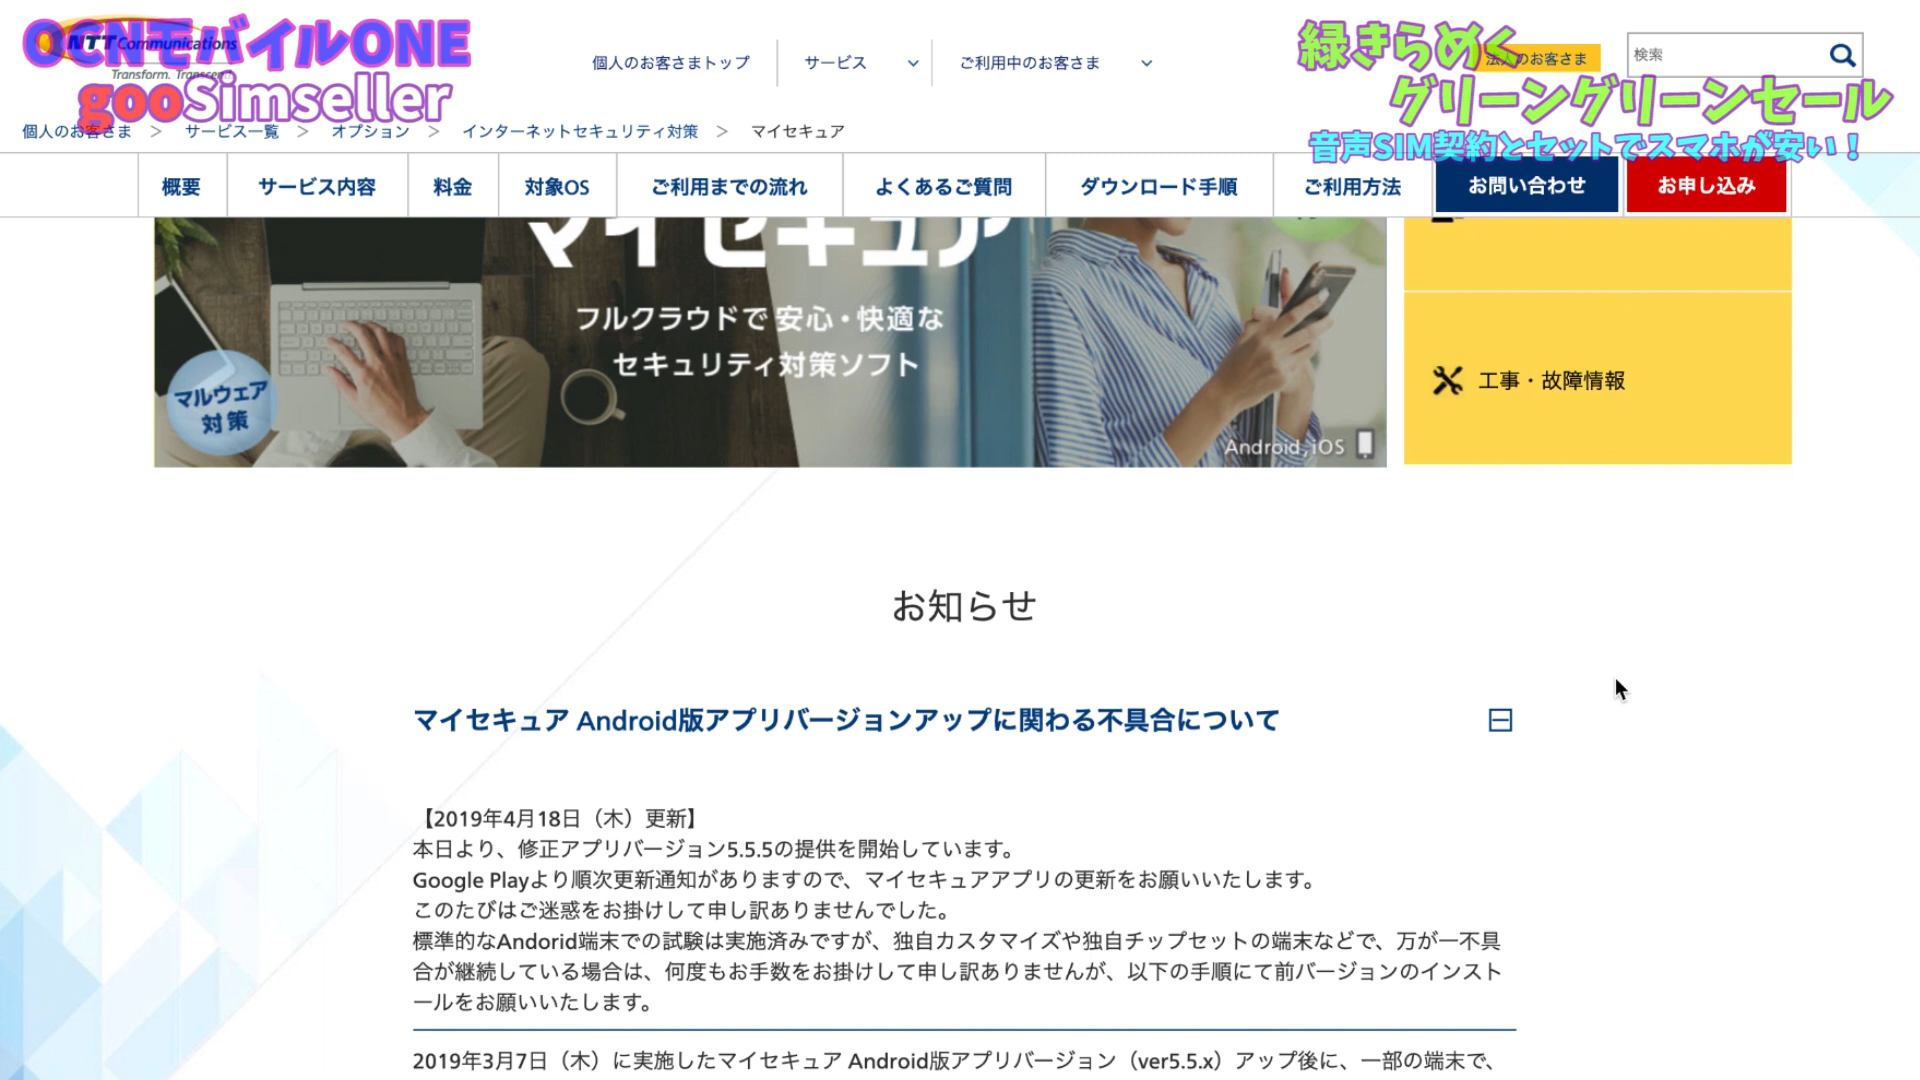 OCNモバイルONE
NTT Communications
Transform. Transcend.
gooSimseller
個人のお客さまトップ
サービス
ご利用中のお客さま
緑きらめく
グリーングリーンセール
音声SIM契約とセットでスマホが安い！
法人のお客さま
検索
個人のお客さま > サービス一覧 > オプション > インターネットセキュリティ対策 > マイセキュア
概要
サービス内容
料金
対象OS
ご利用までの流れ
よくあるご質問
ダウンロード手順
ご利用方法
お問い合わせ
お申し込み
マイセキュア
フルクラウドで安心・快適な
セキュリティ対策ソフト
マルウェア
対策
Android,iOS
工事・故障情報
お知らせ
マイセキュア Android版アプリバージョンアップに関わる不具合について
【2019年4月18日（木）更新】
本日より、修正アプリバージョン5.5.5の提供を開始しています。
Google Playより順次更新通知がありますので、マイセキュアアプリの更新をお願いいたします。
このたびはご迷惑をお掛けして申し訳ありませんでした。
標準的なAndorid端末での試験は実施済みですが、独自カスタマイズや独自チップセットの端末などで、万が一不具
合が継続している場合は、何度もお手数をお掛けして申し訳ありませんが、以下の手順にて前バージョンのインスト
ールをお願いいたします。
2019年3月7日（木）に実施したマイセキュア Android版アプリバージョン（ver5.5.x）アップ後に、一部の端末で、